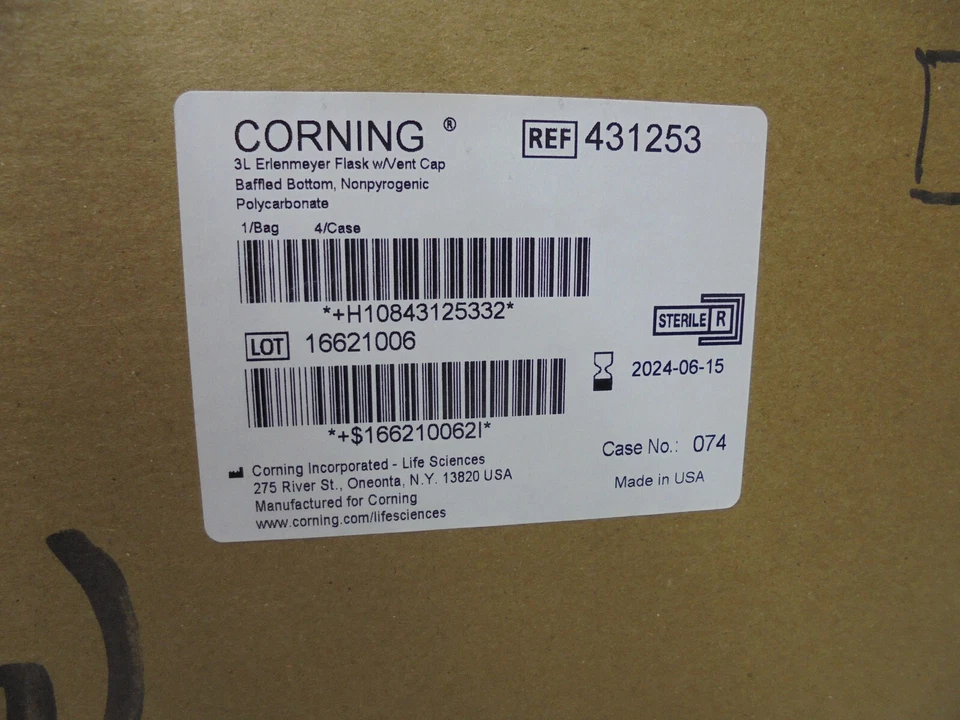 CORNING ®
REF 431253
3L Erlenmeyer Flask w/Vent Cap
Baffled Bottom, Nonpyrogenic
Polycarbonate
1/Bag 4/Case
*+H10843125332*
LOT 16621006
STERILE R
2024-06-15
*+$166210062I*
Case No.: 074
Corning Incorporated - Life Sciences
275 River St., Oneonta, N.Y. 13820 USA
Made in USA
Manufactured for Corning
www.corning.com/lifesciences